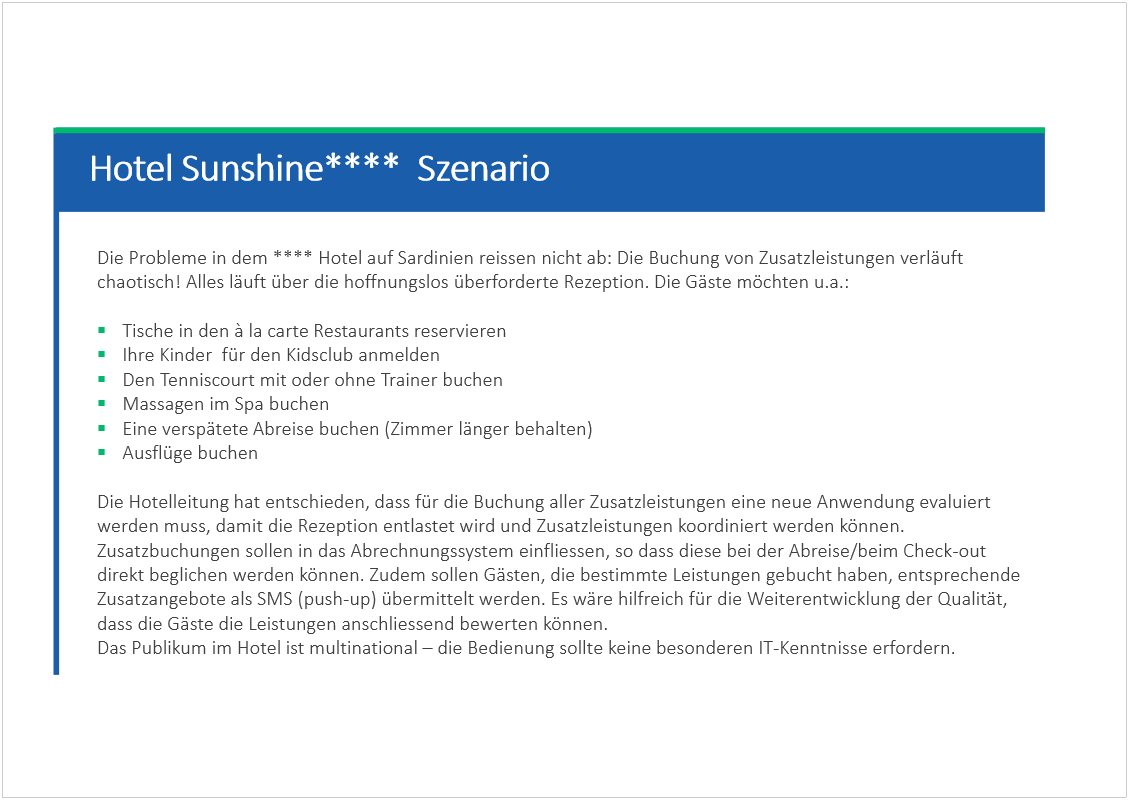 Hotel Sunshine**** Szenario
Die Probleme in dem **** Hotel auf Sardinien reissen nicht ab: Die Buchung von Zusatzleistungen verläuft
chaotisch! Alles läuft über die hoffnungslos überforderte Rezeption. Die Gäste möchten u.a.:
▪ Tische in den à la carte Restaurants reservieren
▪ Ihre Kinder für den Kidsclub anmelden
▪ Den Tenniscourt mit oder ohne Trainer buchen
▪ Massagen im Spa buchen
▪ Eine verspätete Abreise buchen (Zimmer länger behalten)
▪ Ausflüge buchen
Die Hotelleitung hat entschieden, dass für die Buchung aller Zusatzleistungen eine neue Anwendung evaluiert
werden muss, damit die Rezeption entlastet wird und Zusatzleistungen koordiniert werden können.
Zusatzbuchungen sollen in das Abrechnungssystem einfliessen, so dass diese bei der Abreise/beim Check-out
direkt beglichen werden können. Zudem sollen Gästen, die bestimmte Leistungen gebucht haben, entsprechende
Zusatzangebote als SMS (push-up) übermittelt werden. Es wäre hilfreich für die Weiterentwicklung der Qualität,
dass die Gäste die Leistungen anschliessend bewerten können.
Das Publikum im Hotel ist multinational – die Bedienung sollte keine besonderen IT-Kenntnisse erfordern.